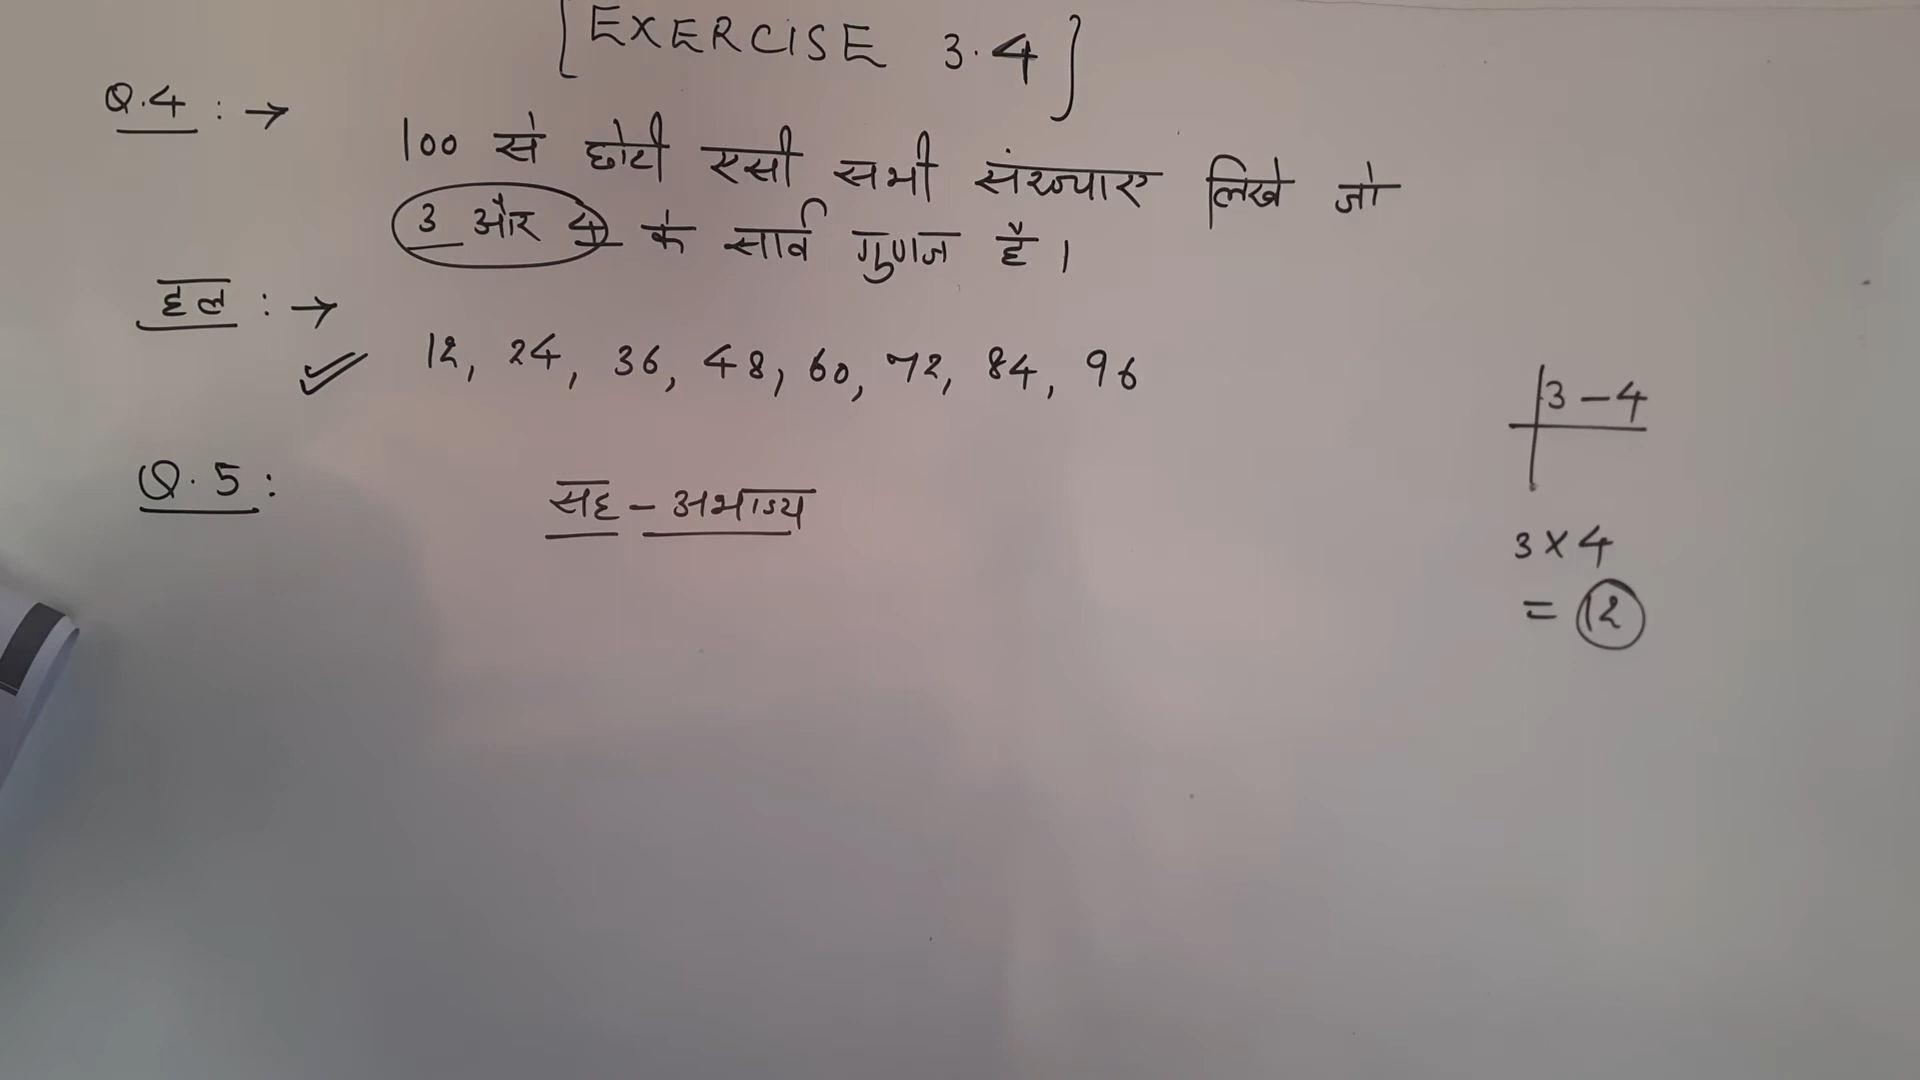 [EXERCISE 3.4]
Q.4 : →
100 से छोटी एसी सभी संख्याए लिखे जो
3 और 4 के सार्व गुणज है।
हल : →
12, 24, 36, 48, 60, 72, 84, 96
3 – 4
3 × 4
= 12
Q.5 :
सह – अभाज्य